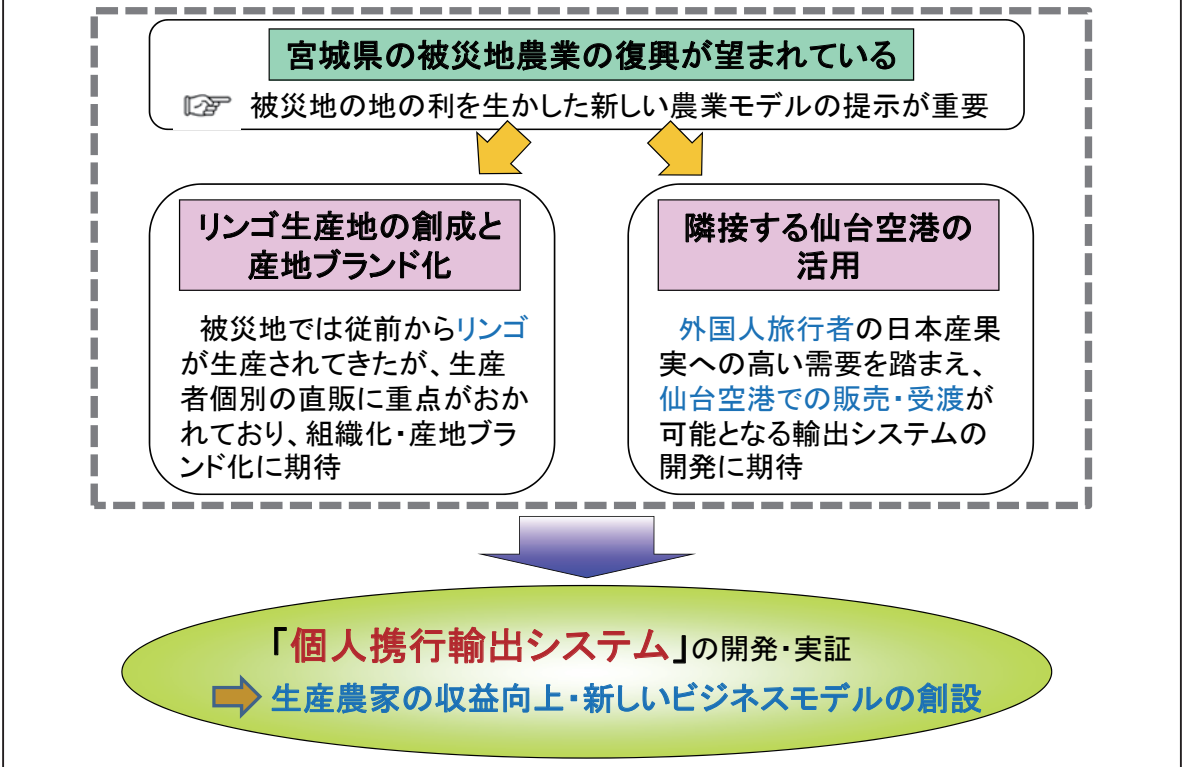 宮城県の被災地農業の復興が望まれている
☞ 被災地の地の利を生かした新しい農業モデルの提示が重要
リンゴ生産地の創成と
産地ブランド化
被災地では従前からリンゴ
が生産されてきたが、生産
者個別の直販に重点がおか
れており、組織化・産地ブラ
ンド化に期待
隣接する仙台空港の
活用
外国人旅行者の日本産果
実への高い需要を踏まえ、
仙台空港での販売・受渡が
可能となる輸出システムの
開発に期待
「個人携行輸出システム」の開発・実証
生産農家の収益向上・新しいビジネスモデルの創設